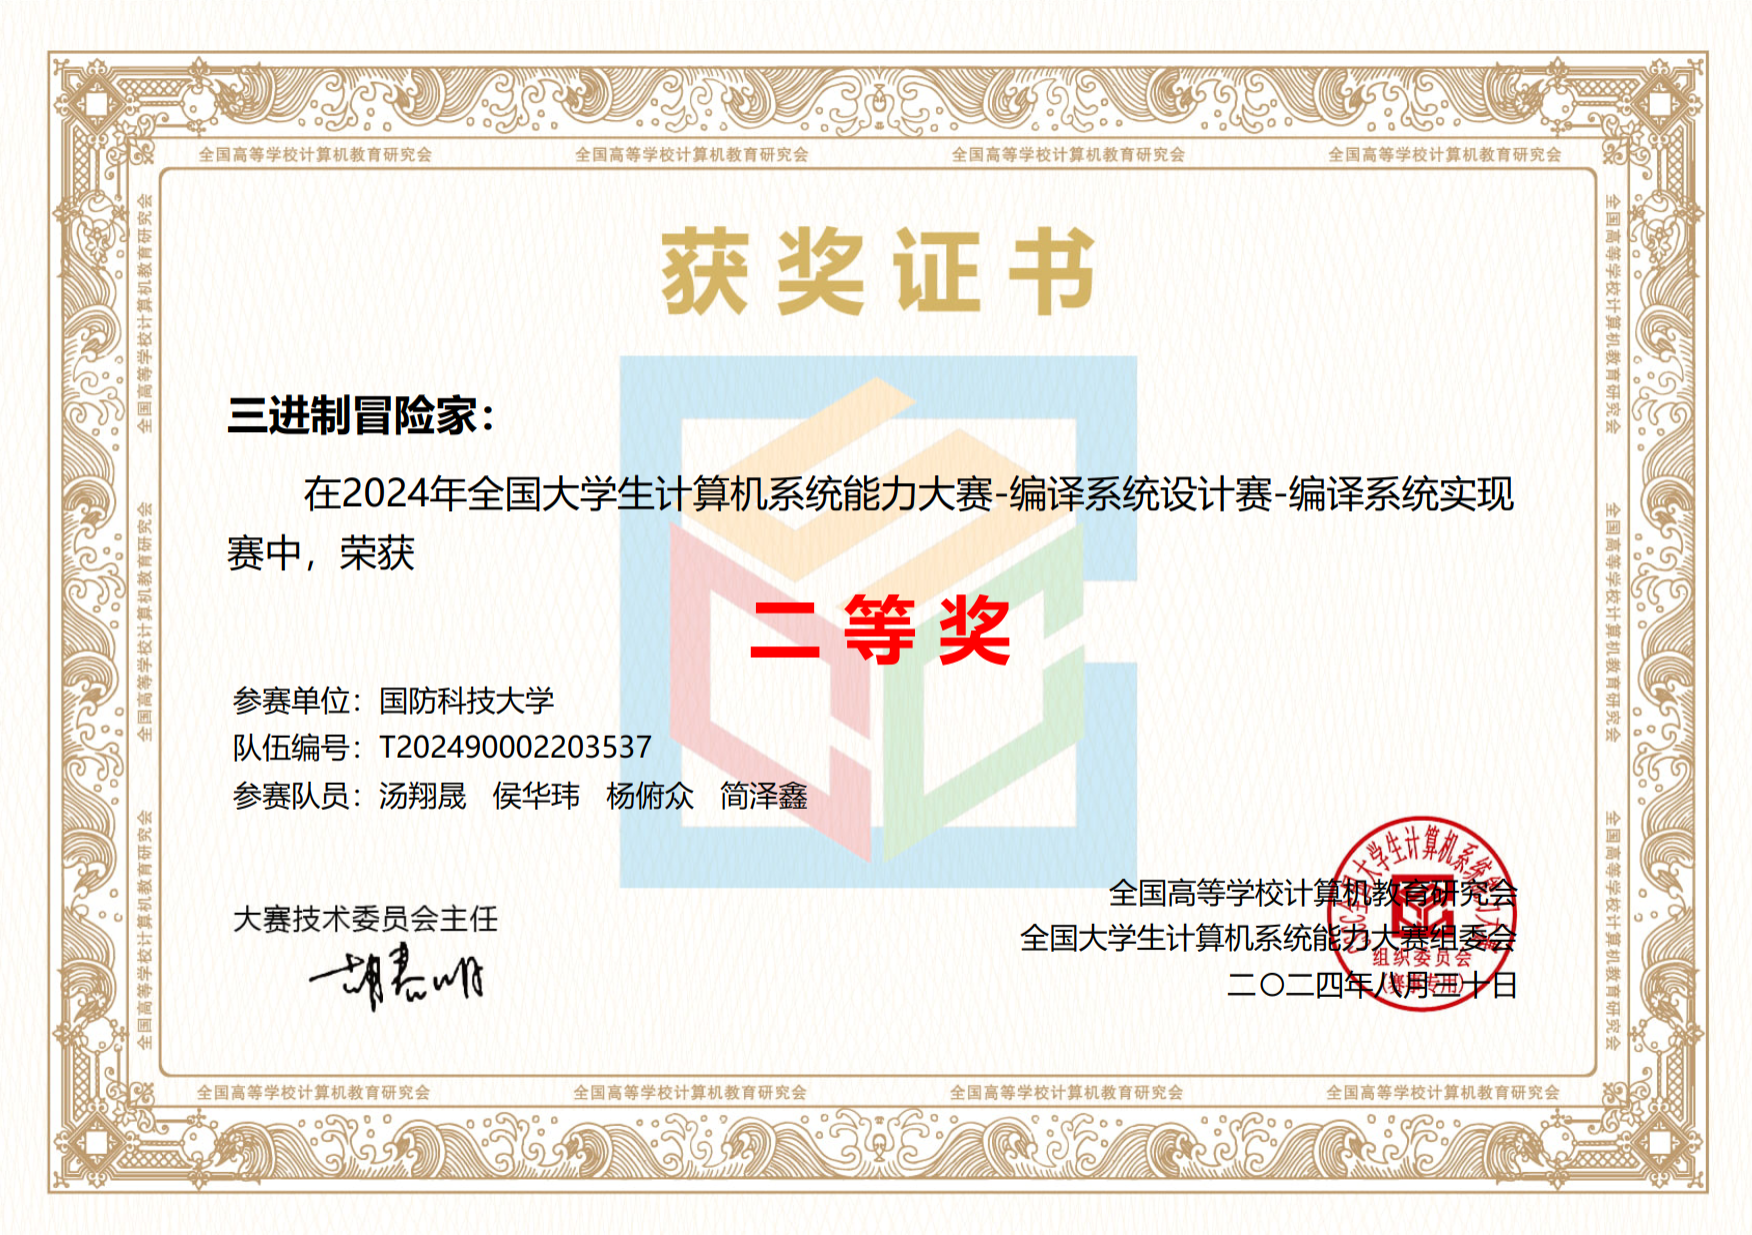 全国高等学校计算机教育研究会 全国高等学校计算机教育研究会 全国高等学校计算机教育研究会 全国高等学校计算机教育研究会
全国高等学校计算机教育研究会 全国高等学校计算机教育研究会 全国高等学校计算机教育研究会
获奖证书
三进制冒险家：
在2024年全国大学生计算机系统能力大赛-编译系统设计赛-编译系统实现
赛中，荣获
二等奖
参赛单位：国防科技大学
队伍编号：T202490002203537
参赛队员：汤翔晟 侯华玮 杨俯众 简泽鑫
大赛技术委员会主任
胡春明
全国高等学校计算机教育研究会
全国大学生计算机系统能力大赛组委会
二〇二四年八月三十日
全国大学生计算机系统能力大赛
组织委员会
(赛事专用)
全国高等学校计算机教育研究会 全国高等学校计算机教育研究会 全国高等学校计算机教育研究会
全国高等学校计算机教育研究会 全国高等学校计算机教育研究会 全国高等学校计算机教育研究会 全国高等学校计算机教育研究会